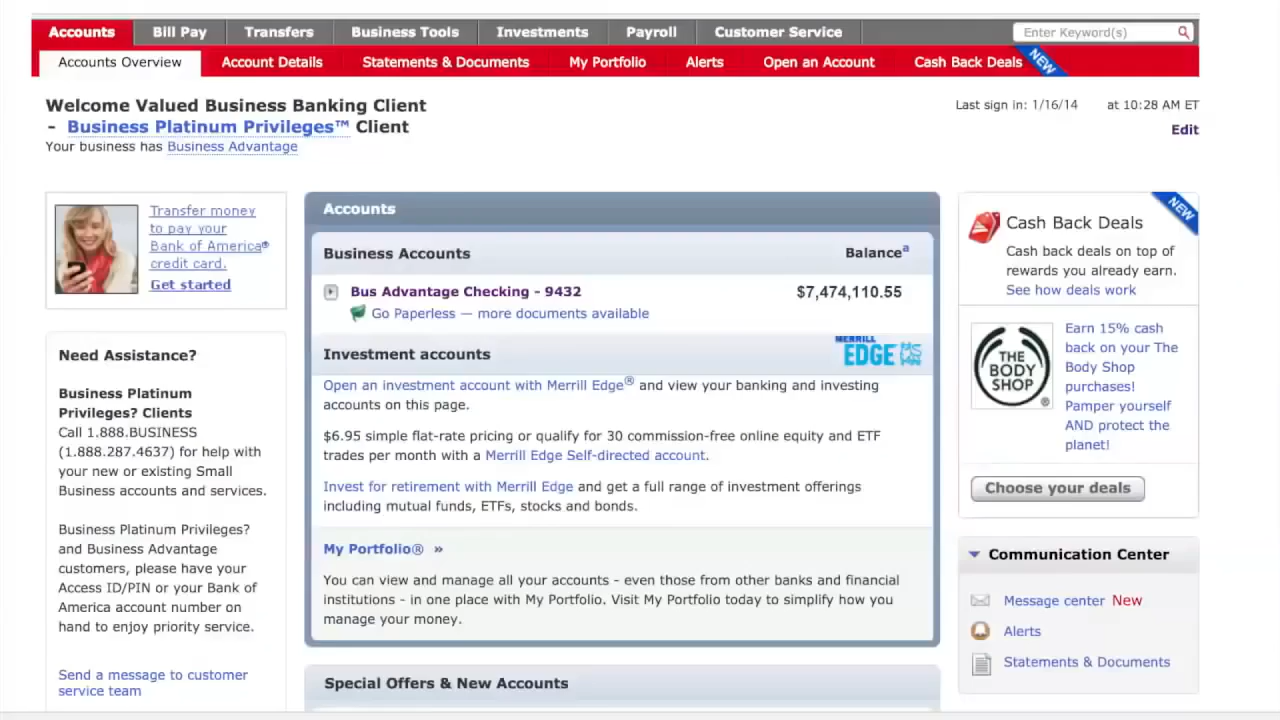 Accounts Bill Pay Transfers Business Tools Investments Payroll Customer Service Enter Keyword(s)
Accounts Overview Account Details Statements & Documents My Portfolio Alerts Open an Account Cash Back Deals NEW
Welcome Valued Business Banking Client
- Business Platinum Privileges™ Client
Your business has Business Advantage
Last sign in: 1/16/14 at 10:28 AM ET
Edit
Transfer money
to pay your
Bank of America®
credit card.
Get started
Need Assistance?
Business Platinum
Privileges? Clients
Call 1.888.BUSINESS
(1.888.287.4637) for help with
your new or existing Small
Business accounts and services.
Business Platinum Privileges?
and Business Advantage
customers, please have your
Access ID/PIN or your Bank of
America account number on
hand to enjoy priority service.
Send a message to customer
service team
Accounts
Business Accounts Balance a
Bus Advantage Checking - 9432 $7,474,110.55
Go Paperless — more documents available
Investment accounts
MERRILL
EDGE
Open an investment account with Merrill Edge® and view your banking and investing
accounts on this page.
$6.95 simple flat-rate pricing or qualify for 30 commission-free online equity and ETF
trades per month with a Merrill Edge Self-directed account.
Invest for retirement with Merrill Edge and get a full range of investment offerings
including mutual funds, ETFs, stocks and bonds.
My Portfolio® »
You can view and manage all your accounts - even those from other banks and financial
institutions - in one place with My Portfolio. Visit My Portfolio today to simplify how you
manage your money.
Special Offers & New Accounts
NEW
Cash Back Deals
Cash back deals on top of
rewards you already earn.
See how deals work
THE
BODY
SHOP
®
Earn 15% cash
back on your The
Body Shop
purchases!
Pamper yourself
AND protect the
planet!
Choose your deals
Communication Center
Message center New
Alerts
Statements & Documents